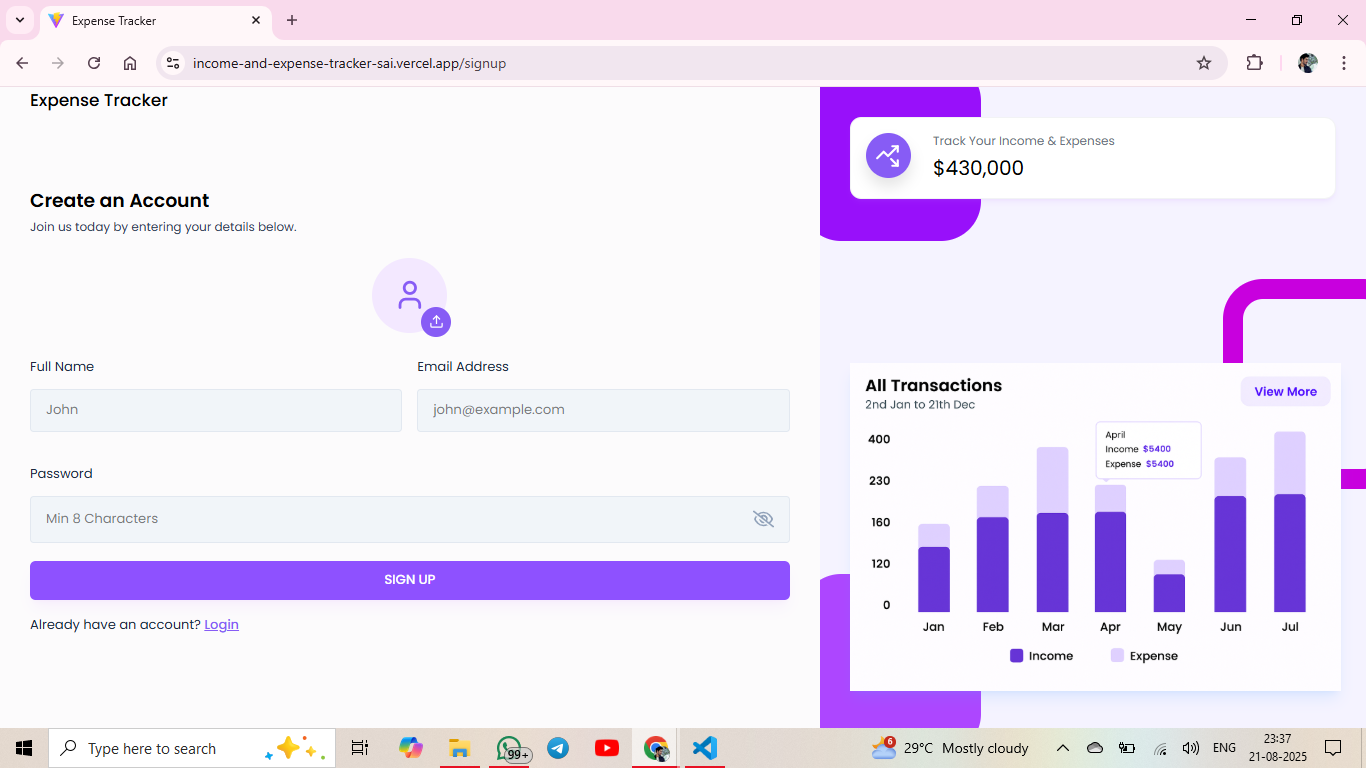 Expense Tracker
income-and-expense-tracker-sai.vercel.app/signup
Expense Tracker
Create an Account
Join us today by entering your details below.
Full Name
Email Address
John
john@example.com
Password
Min 8 Characters
SIGN UP
Already have an account? Login
Track Your Income & Expenses
$430,000
All Transactions
2nd Jan to 21th Dec
View More
April
Income $5400
Expense $5400
400
230
160
120
0
Jan Feb Mar Apr May Jun Jul
Income Expense
Type here to search
99+
6
29°C Mostly cloudy
ENG
23:37
21-08-2025